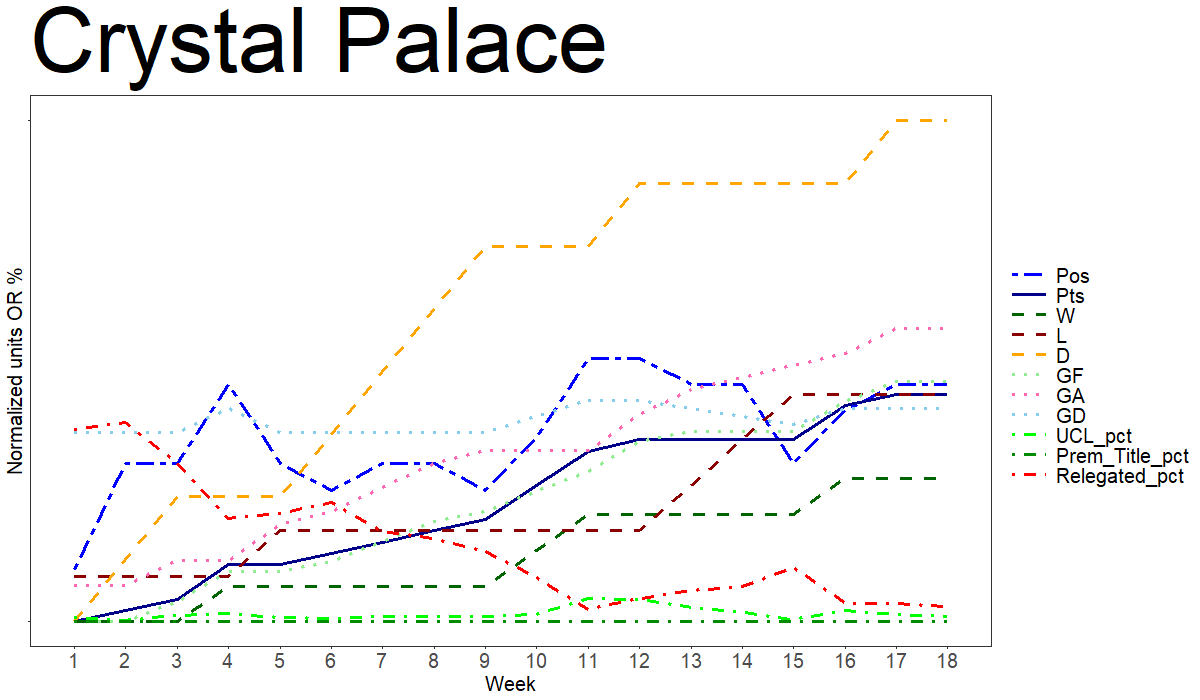 Crystal Palace
Normalized units OR %
Pos
Pts
W
L
D
GF
GA
GD
UCL_pct
Prem_Title_pct
Relegated_pct
1 2 3 4 5 6 7 8 9 10 11 12 13 14 15 16 17 18
Week